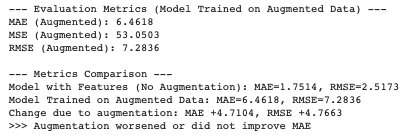 --- Evaluation Metrics (Model Trained on Augmented Data) ---
MAE (Augmented): 6.4618
MSE (Augmented): 53.0503
RMSE (Augmented): 7.2836

--- Metrics Comparison ---
Model with Features (No Augmentation): MAE=1.7514, RMSE=2.5173
Model Trained on Augmented Data: MAE=6.4618, RMSE=7.2836
Change due to augmentation: MAE +4.7104, RMSE +4.7663
>>> Augmentation worsened or did not improve MAE